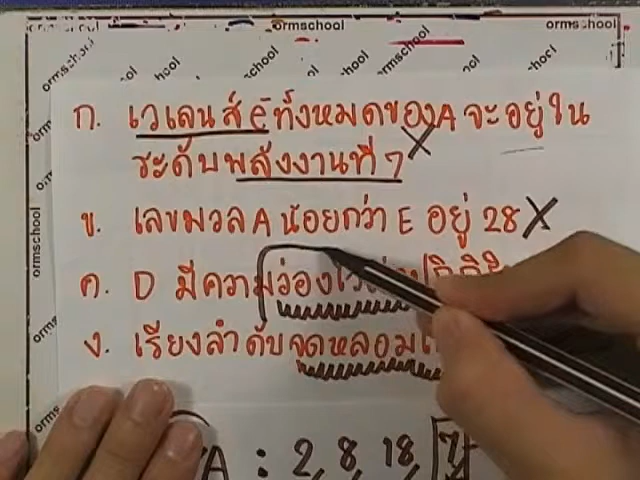 ormschool ormschool
ก. เวเลนส์ e⁻ ทั้งหมดของ A จะอยู่ใน
ระดับพลังงานที่ 7
ข. เลขมวล A น้อยกว่า E อยู่ 28
ค. D มีความว่องไว
ง. เรียงลำดับจุดหลอม
A : 2, 8, 18, 7